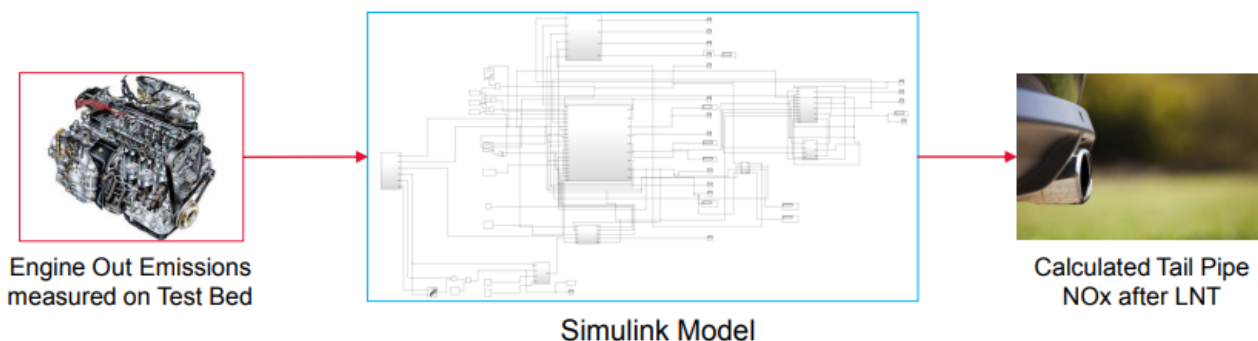 Engine Out Emissions
measured on Test Bed
Simulink Model
Calculated Tail Pipe
NOx after LNT